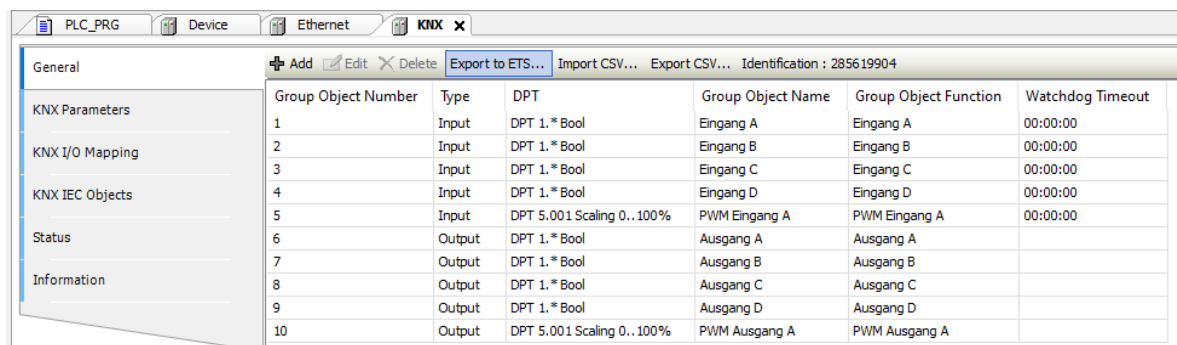 PLC_PRG Device Ethernet KNX
General
KNX Parameters
KNX I/O Mapping
KNX IEC Objects
Status
Information
Add Edit Delete Export to ETS... Import CSV... Export CSV... Identification : 285619904
Group Object Number Type DPT Group Object Name Group Object Function Watchdog Timeout
1 Input DPT 1.* Bool Eingang A Eingang A 00:00:00
2 Input DPT 1.* Bool Eingang B Eingang B 00:00:00
3 Input DPT 1.* Bool Eingang C Eingang C 00:00:00
4 Input DPT 1.* Bool Eingang D Eingang D 00:00:00
5 Input DPT 5.001 Scaling 0..100% PWM Eingang A PWM Eingang A 00:00:00
6 Output DPT 1.* Bool Ausgang A Ausgang A
7 Output DPT 1.* Bool Ausgang B Ausgang B
8 Output DPT 1.* Bool Ausgang C Ausgang C
9 Output DPT 1.* Bool Ausgang D Ausgang D
10 Output DPT 5.001 Scaling 0..100% PWM Ausgang A PWM Ausgang A